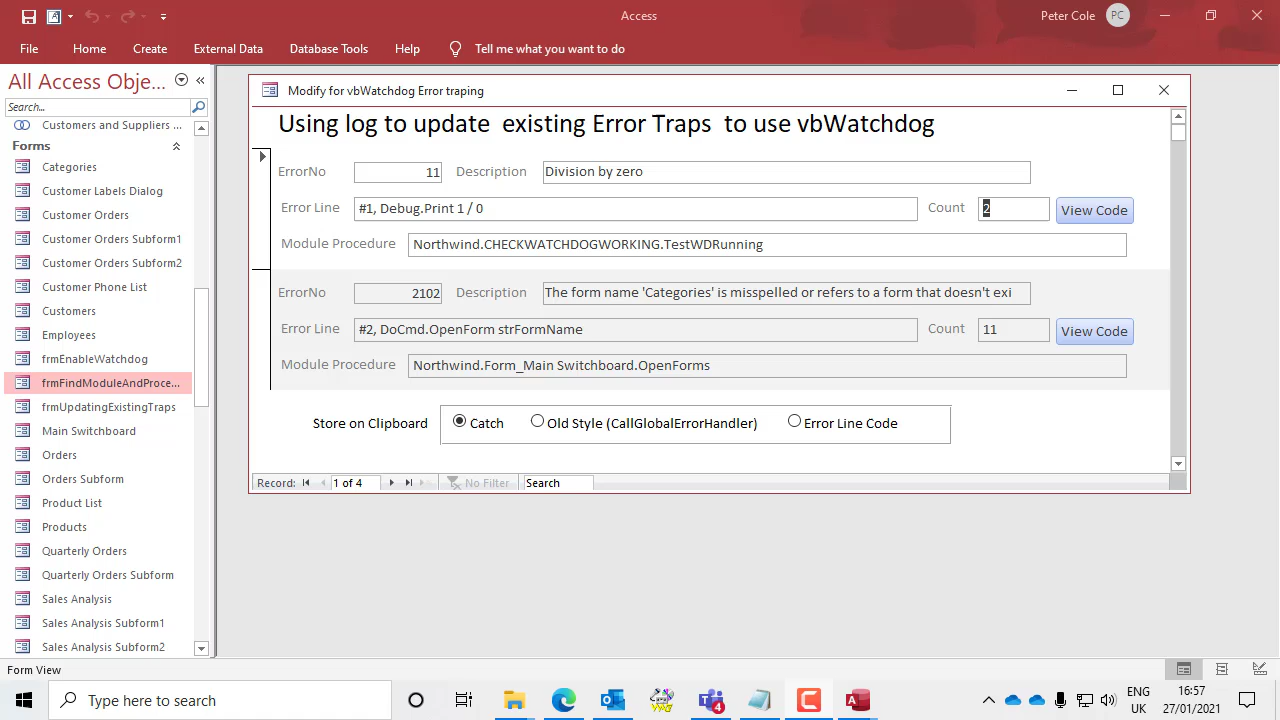 Access
Peter Cole
PC
File Home Create External Data Database Tools Help Tell me what you want to do
All Access Obje...
Search...
Customers and Suppliers ...
Forms
Categories
Customer Labels Dialog
Customer Orders
Customer Orders Subform1
Customer Orders Subform2
Customer Phone List
Customers
Employees
frmEnableWatchdog
frmFindModuleAndProce...
frmUpdatingExistingTraps
Main Switchboard
Orders
Orders Subform
Product List
Products
Quarterly Orders
Quarterly Orders Subform
Sales Analysis
Sales Analysis Subform1
Sales Analysis Subform2
Modify for vbWatchdog Error traping
Using log to update existing Error Traps to use vbWatchdog
ErrorNo 11 Description Division by zero
Error Line #1, Debug.Print 1 / 0 Count 2 View Code
Module Procedure Northwind.CHECKWATCHDOGWORKING.TestWDRunning
ErrorNo 2102 Description The form name 'Categories' is misspelled or refers to a form that doesn't exi
Error Line #2, DoCmd.OpenForm strFormName Count 11 View Code
Module Procedure Northwind.Form_Main Switchboard.OpenForms
Store on Clipboard Catch Old Style (CallGlobalErrorHandler) Error Line Code
Record: 1 of 4 No Filter Search
Form View
Type here to search
4
ENG
UK
16:57
27/01/2021